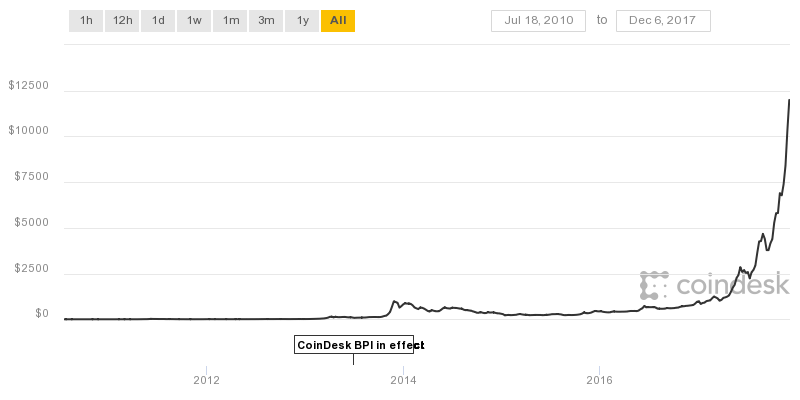 1h 12h 1d 1w 1m 3m 1y All Jul 18, 2010 to Dec 6, 2017
$12500
$10000
$7500
$5000
$2500
coindesk
$0
CoinDesk BPI in effect
2012 2014 2016